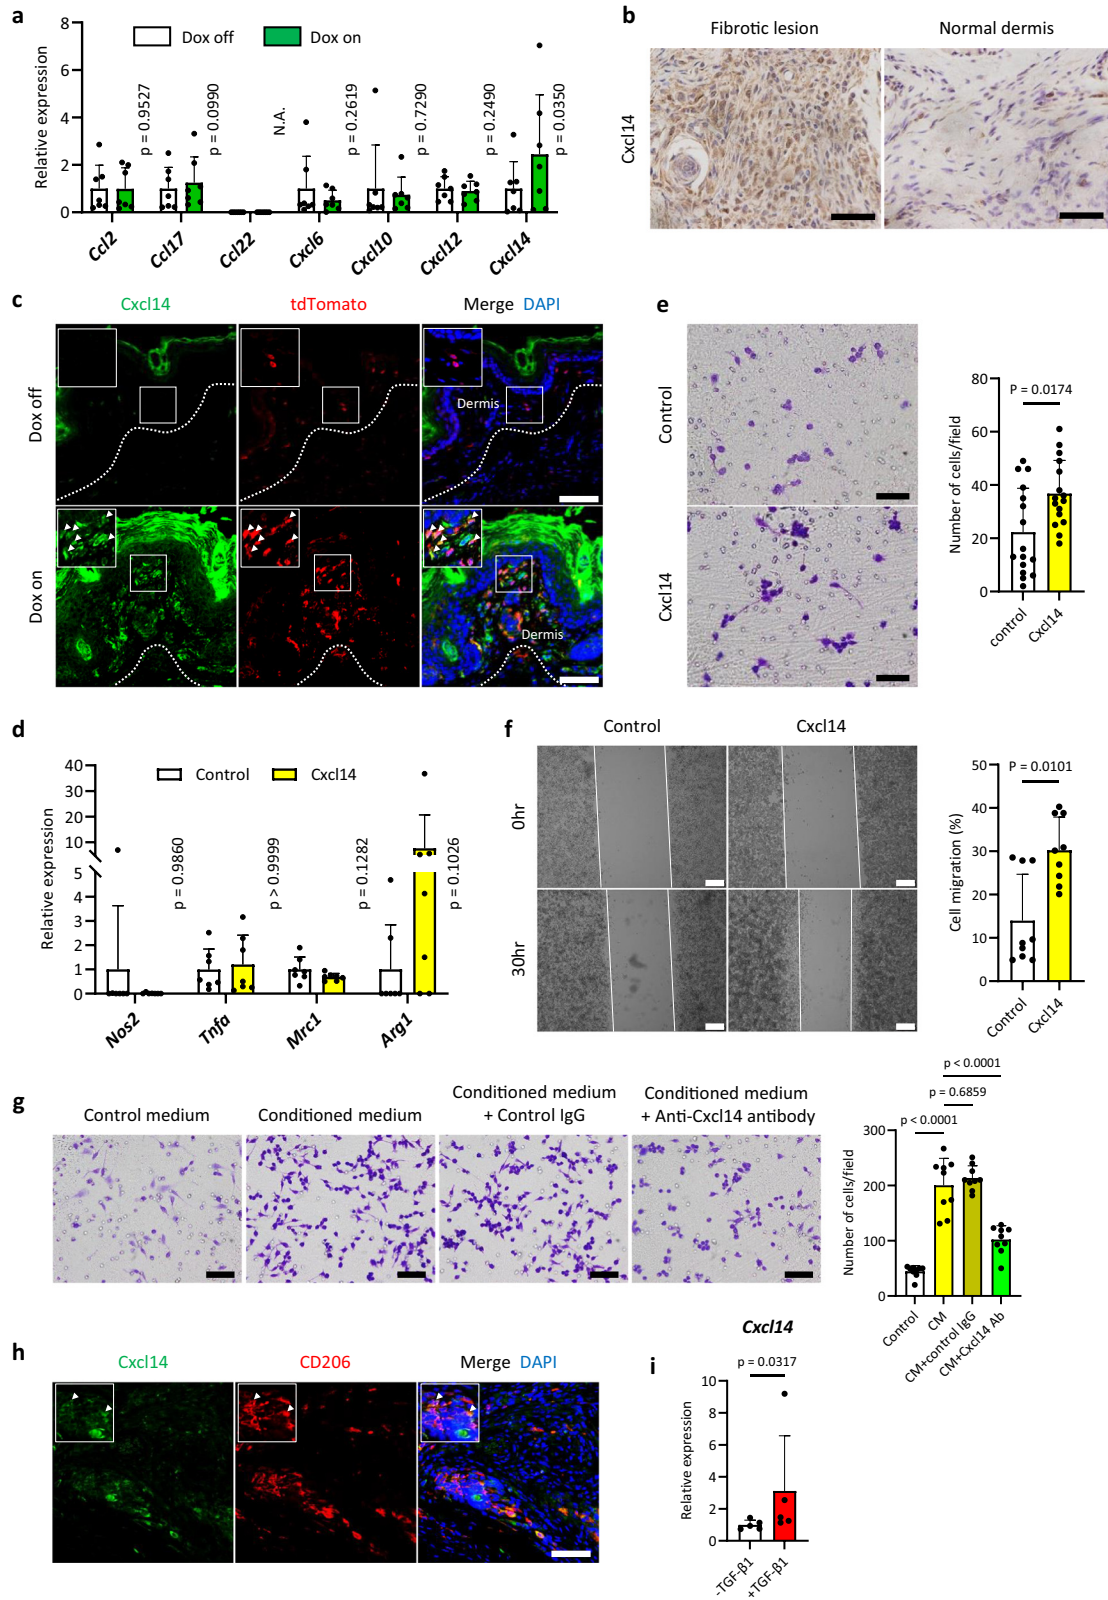 a
Dox off
Dox on
Relative expression
8
6
4
2
0
p = 0.9527
p = 0.0990
N.A.
p = 0.2619
p = 0.7290
p = 0.2490
p = 0.0350
Ccl2
Ccl17
Ccl22
Cxcl6
Cxcl10
Cxcl12
Cxcl14
b
Fibrotic lesion
Normal dermis
Cxcl14
c
Cxcl14
tdTomato
Merge DAPI
Dox off
Dermis
Dox on
Dermis
e
Control
Cxcl14
Number of cells/field
80
60
40
20
0
P = 0.0174
control
Cxcl14
d
Control
Cxcl14
Relative expression
40
30
20
10
5
4
3
2
1
0
p = 0.9860
p > 0.9999
p = 0.1282
p = 0.1026
Nos2
Tnfa
Mrc1
Arg1
f
Control
Cxcl14
0hr
30hr
Cell migration (%)
50
40
30
20
10
0
P = 0.0101
Control
Cxcl14
g
Control medium
Conditioned medium
Conditioned medium
+ Control IgG
Conditioned medium
+ Anti-Cxcl14 antibody
p < 0.0001
p = 0.6859
p < 0.0001
Number of cells/field
300
200
100
0
Control
CM
CM+control IgG
CM+Cxcl14 Ab
h
Cxcl14
CD206
Merge DAPI
i
Cxcl14
p = 0.0317
Relative expression
10
8
6
4
2
0
-TGF-β1
+TGF-β1